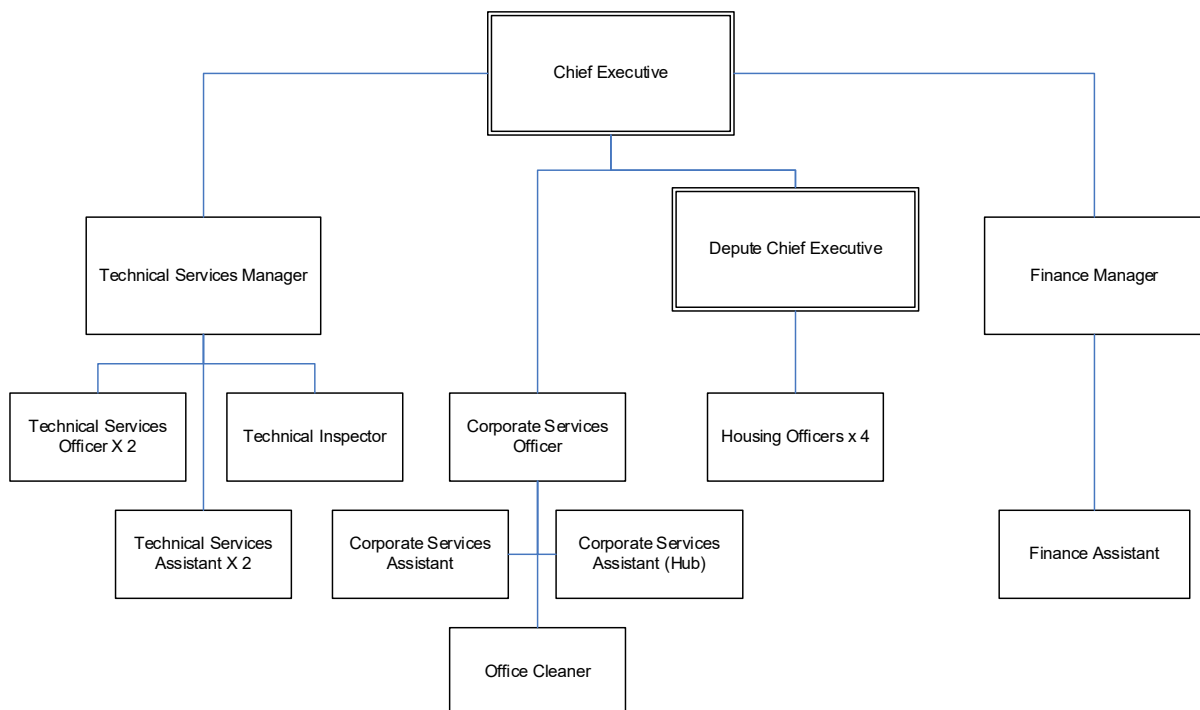 Chief Executive
Depute Chief Executive
Technical Services Manager
Finance Manager
Technical Services
Officer X 2
Technical Inspector
Corporate Services
Officer
Housing Officers x 4
Technical Services
Assistant X 2
Corporate Services
Assistant
Corporate Services
Assistant (Hub)
Finance Assistant
Office Cleaner